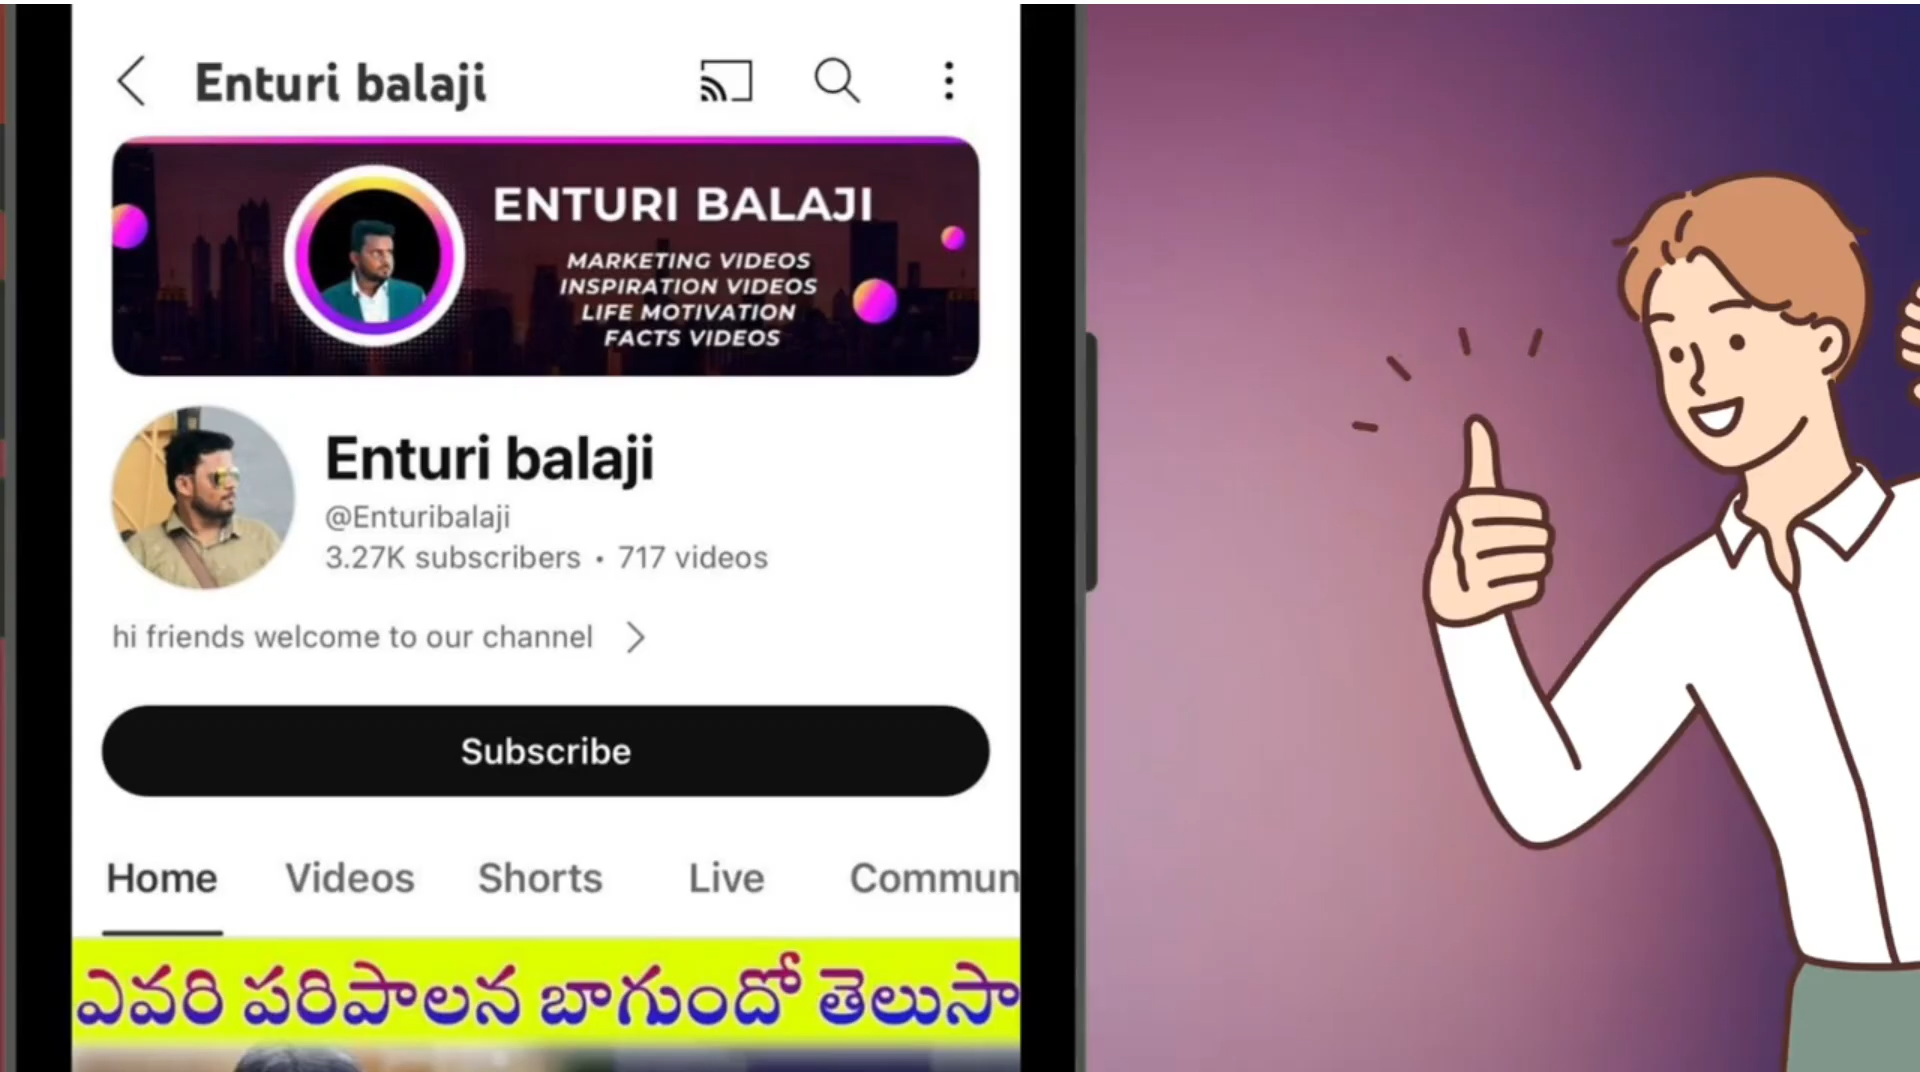 Enturi balaji
ENTURI BALAJI
MARKETING VIDEOS
INSPIRATION VIDEOS
LIFE MOTIVATION
FACTS VIDEOS
Enturi balaji
@Enturibalaji
3.27K subscribers • 717 videos
hi friends welcome to our channel
Subscribe
Home Videos Shorts Live Commun
ఎవరి పరిపాలన బాగుందో తెలుసా